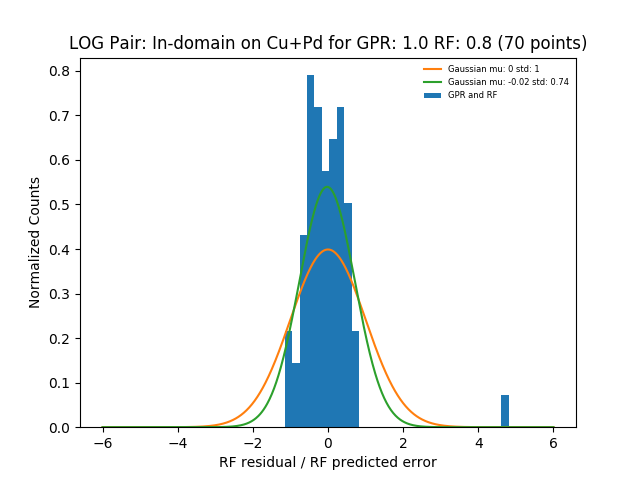 LOG Pair: In-domain on Cu+Pd for GPR: 1.0 RF: 0.8 (70 points)
Gaussian mu: 0 std: 1
Gaussian mu: -0.02 std: 0.74
GPR and RF
Normalized Counts
0.8
0.7
0.6
0.5
0.4
0.3
0.2
0.1
0.0
−6 −4 −2 0 2 4 6
RF residual / RF predicted error